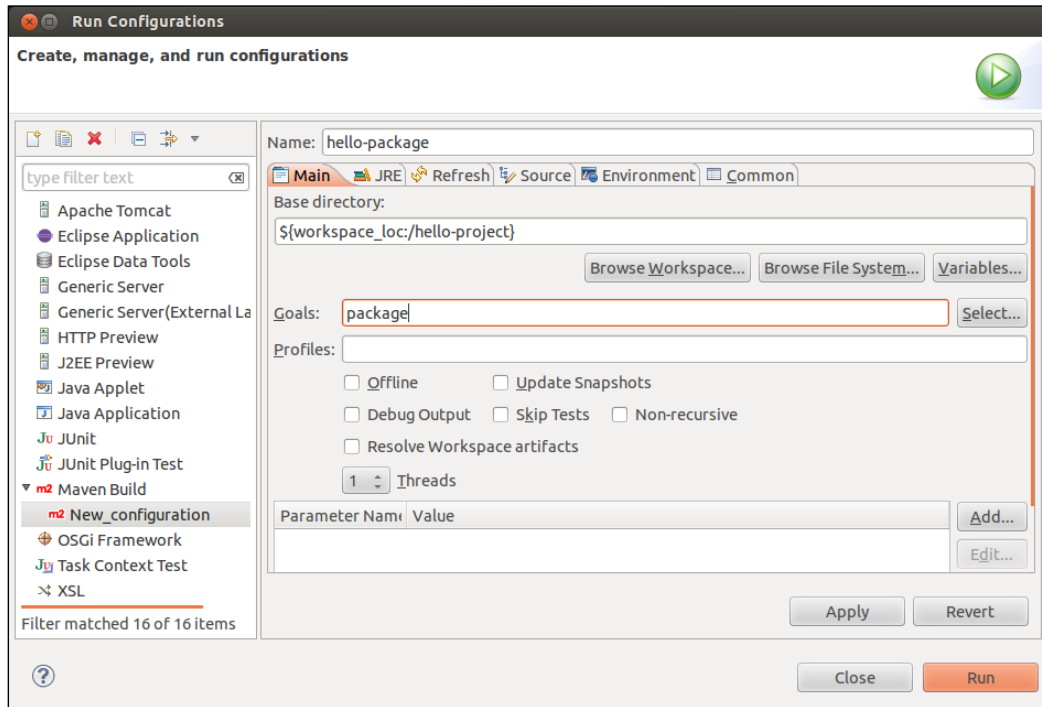 Run Configurations
Create, manage, and run configurations
type filter text
Apache Tomcat
Eclipse Application
Eclipse Data Tools
Generic Server
Generic Server(External La
HTTP Preview
J2EE Preview
Java Applet
Java Application
Ju JUnit
JUnit Plug-in Test
m2 Maven Build
m2 New_configuration
OSGi Framework
Ju Task Context Test
XSL
Filter matched 16 of 16 items
Name: hello-package
Main JRE Refresh Source Environment Common
Base directory:
${workspace_loc:/hello-project}
Browse Workspace... Browse File System... Variables...
Goals: package Select...
Profiles:
Offline Update Snapshots
Debug Output Skip Tests Non-recursive
Resolve Workspace artifacts
1 Threads
Parameter Name Value Add...
Edit...
Apply Revert
? Close Run